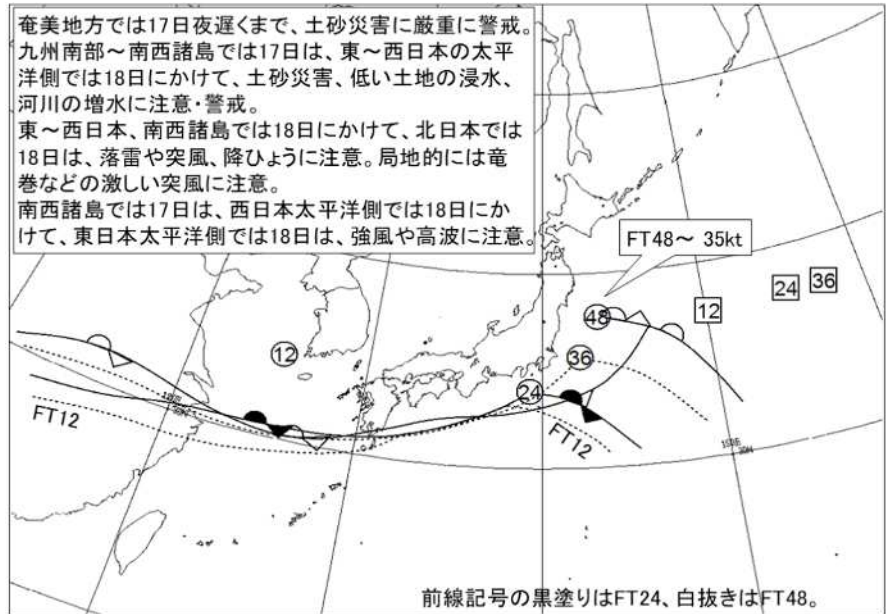 奄美地方では17日夜遅くまで、土砂災害に厳重に警戒。
九州南部～南西諸島では17日は、東～西日本の太平
洋側では18日にかけて、土砂災害、低い土地の浸水、
河川の増水に注意・警戒。
東～西日本、南西諸島では18日にかけて、北日本では
18日は、落雷や突風、降ひょうに注意。局地的には竜
巻などの激しい突風に注意。
南西諸島では17日は、西日本太平洋側では18日にか
けて、東日本太平洋側では18日は、強風や高波に注意。
FT48～ 35kt
24
36
12
48
12
36
24
FT12
FT12
前線記号の黒塗りはFT24、白抜きはFT48。